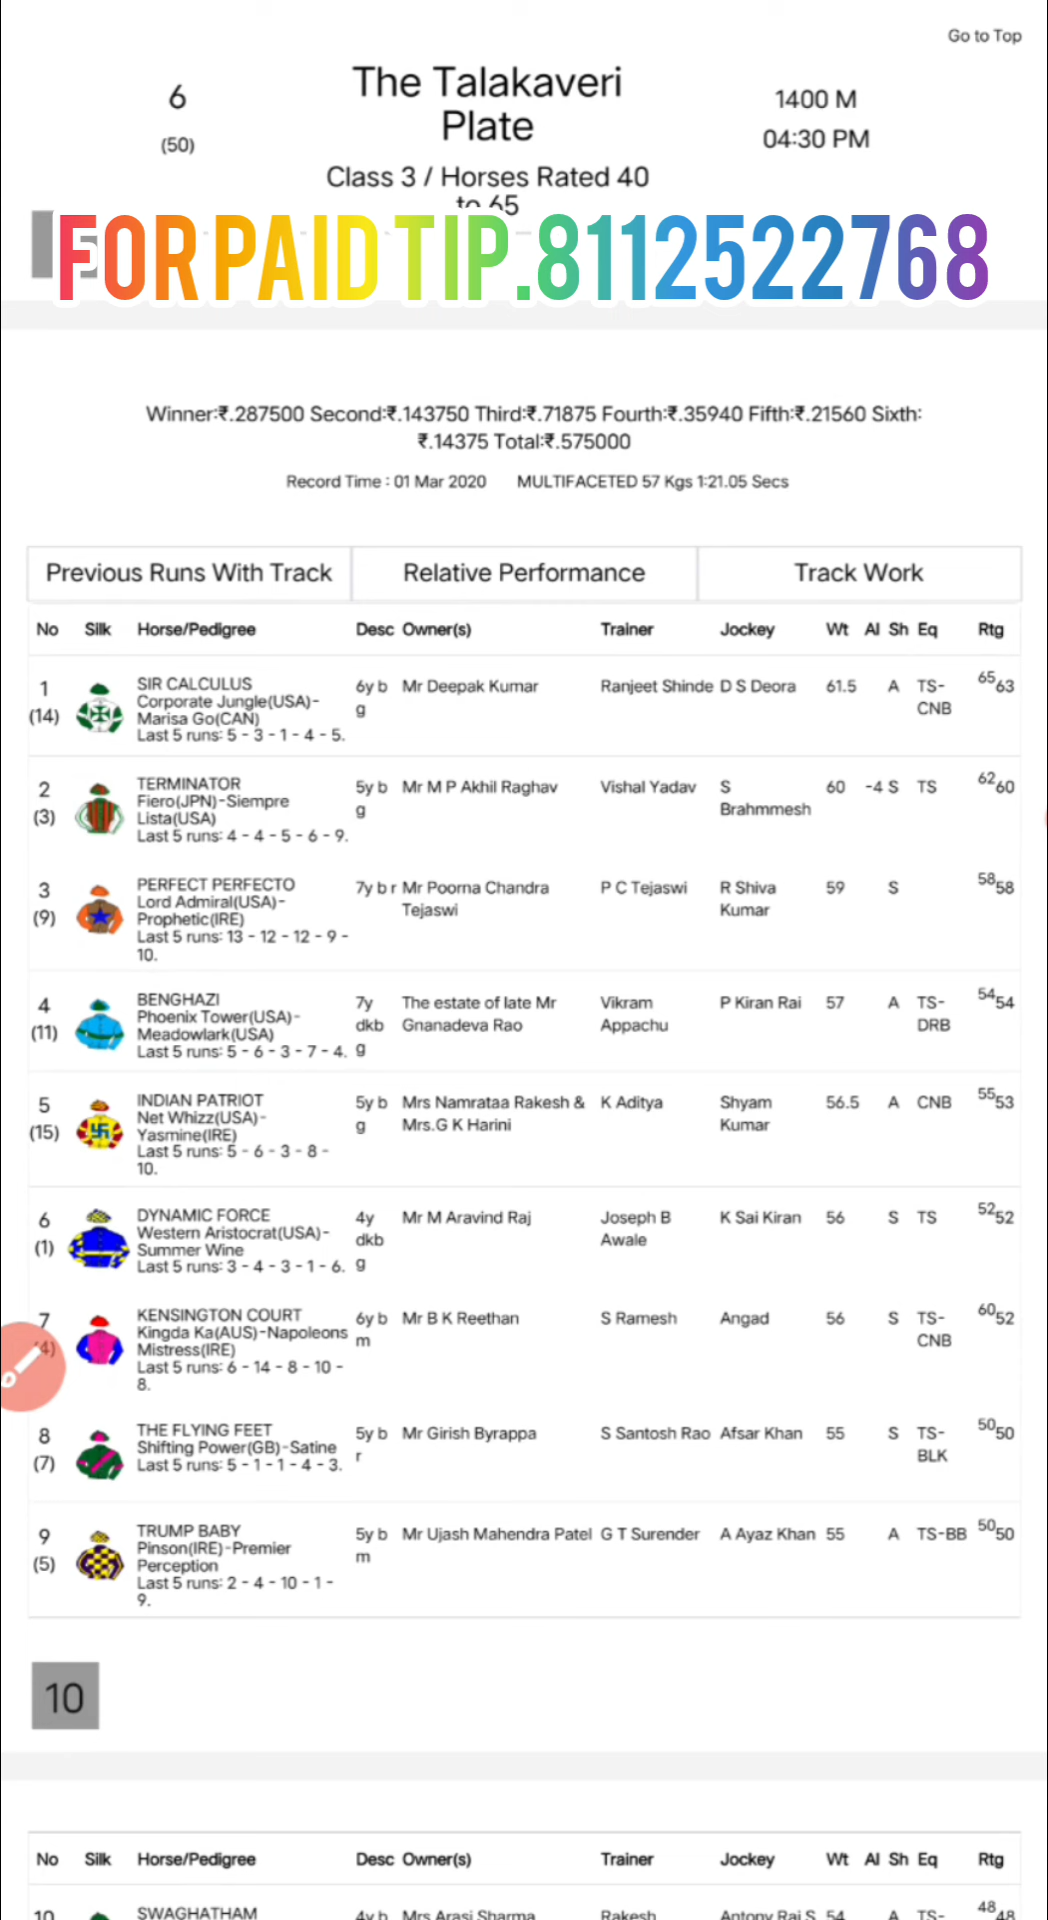 Go to Top
6
(50)
The Talakaveri
Plate
Class 3 / Horses Rated 40
to 65
1400 M
04:30 PM
FOR PAID TIP.8112522768
Winner:₹.287500 Second:₹.143750 Third:₹.71875 Fourth:₹.35940 Fifth:₹.21560 Sixth:
₹.14375 Total:₹.575000
Record Time : 01 Mar 2020 MULTIFACETED 57 Kgs 1:21.05 Secs
Previous Runs With Track Relative Performance Track Work
No Silk Horse/Pedigree Desc Owner(s) Trainer Jockey Wt Al Sh Eq Rtg
1 SIR CALCULUS 6y b Mr Deepak Kumar Ranjeet Shinde D S Deora 61.5 A TS- 65 63
(14) Corporate Jungle(USA)- g CNB
Marisa Go(CAN)
Last 5 runs: 5 - 3 - 1 - 4 - 5.
2 TERMINATOR 5y b Mr M P Akhil Raghav Vishal Yadav S 60 -4 S TS 62 60
(3) Fiero(JPN)-Siempre g Brahmmesh
Lista(USA)
Last 5 runs: 4 - 4 - 5 - 6 - 9.
3 PERFECT PERFECTO 7y b r Mr Poorna Chandra P C Tejaswi R Shiva 59 S 58 58
(9) Lord Admiral(USA)- Tejaswi Kumar
Prophetic(IRE)
Last 5 runs: 13 - 12 - 12 - 9 -
10.
4 BENGHAZI 7y The estate of late Mr Vikram P Kiran Rai 57 A TS- 54 54
(11) Phoenix Tower(USA)- dkb Gnanadeva Rao Appachu DRB
Meadowlark(USA)
Last 5 runs: 5 - 6 - 3 - 7 - 4. g
5 INDIAN PATRIOT 5y b Mrs Namrataa Rakesh & K Aditya Shyam 56.5 A CNB 55 53
(15) Net Whizz(USA)- g Mrs.G K Harini Kumar
Yasmine(IRE)
Last 5 runs: 5 - 6 - 3 - 8 -
10.
6 DYNAMIC FORCE 4y Mr M Aravind Raj Joseph B K Sai Kiran 56 S TS 52 52
(1) Western Aristocrat(USA)- dkb Awale
Summer Wine
Last 5 runs: 3 - 4 - 3 - 1 - 6. g
7 KENSINGTON COURT 6y b Mr B K Reethan S Ramesh Angad 56 S TS- 60 52
4) Kingda Ka(AUS)-Napoleons m CNB
Mistress(IRE)
Last 5 runs: 6 - 14 - 8 - 10 -
8.
8 THE FLYING FEET 5y b Mr Girish Byrappa S Santosh Rao Afsar Khan 55 S TS- 50 50
(7) Shifting Power(GB)-Satine r BLK
Last 5 runs: 5 - 1 - 1 - 4 - 3.
9 TRUMP BABY 5y b Mr Ujash Mahendra Patel G T Surender A Ayaz Khan 55 A TS-BB 50 50
(5) Pinson(IRE)-Premier m
Perception
Last 5 runs: 2 - 4 - 10 - 1 -
9.
10
No Silk Horse/Pedigree Desc Owner(s) Trainer Jockey Wt Al Sh Eq Rtg
10 SWAGHATHAM 4y b Mrs Arasi Sharma Rakesh Antony Raj S 54 A TS- 48 48